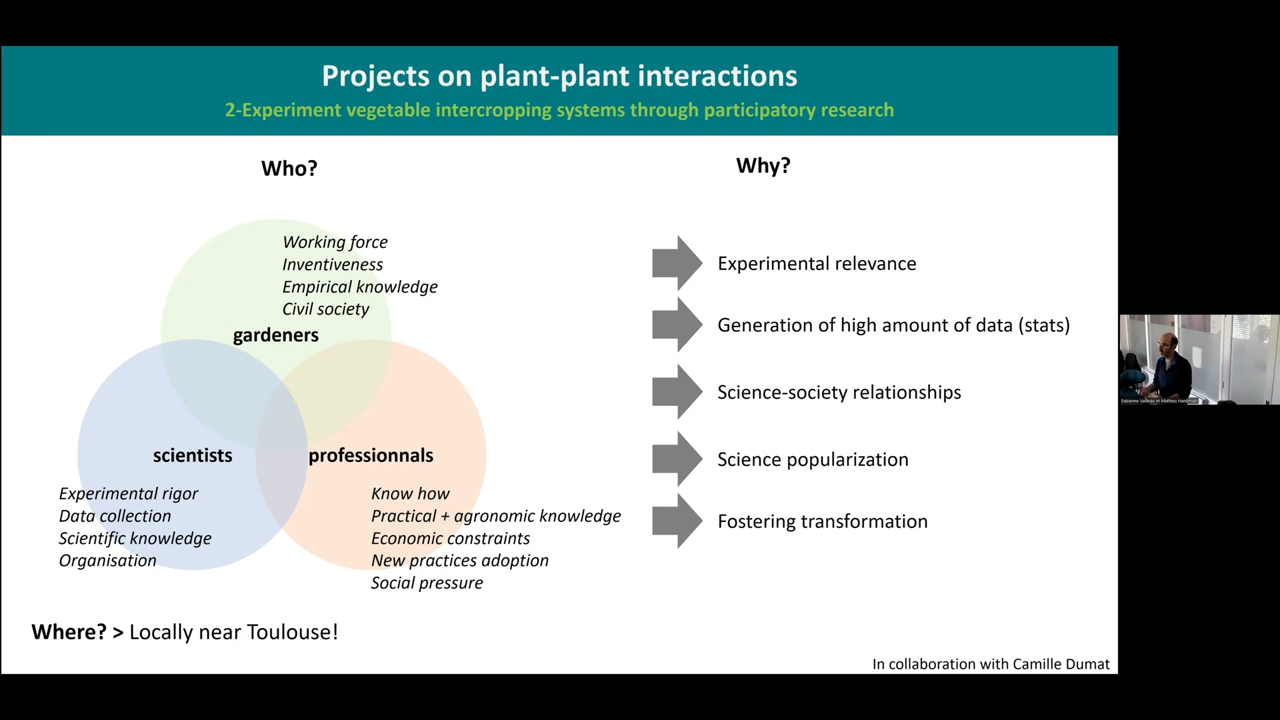 Projects on plant-plant interactions
2-Experiment vegetable intercropping systems through participatory research
Who?
Working force
Inventiveness
Empirical knowledge
Civil society
gardeners
scientists
professionnals
Experimental rigor
Data collection
Scientific knowledge
Organisation
Know how
Practical + agronomic knowledge
Economic constraints
New practices adoption
Social pressure
Where? > Locally near Toulouse!
Why?
Experimental relevance
Generation of high amount of data (stats)
Science-society relationships
Science popularization
Fostering transformation
In collaboration with Camille Dumat